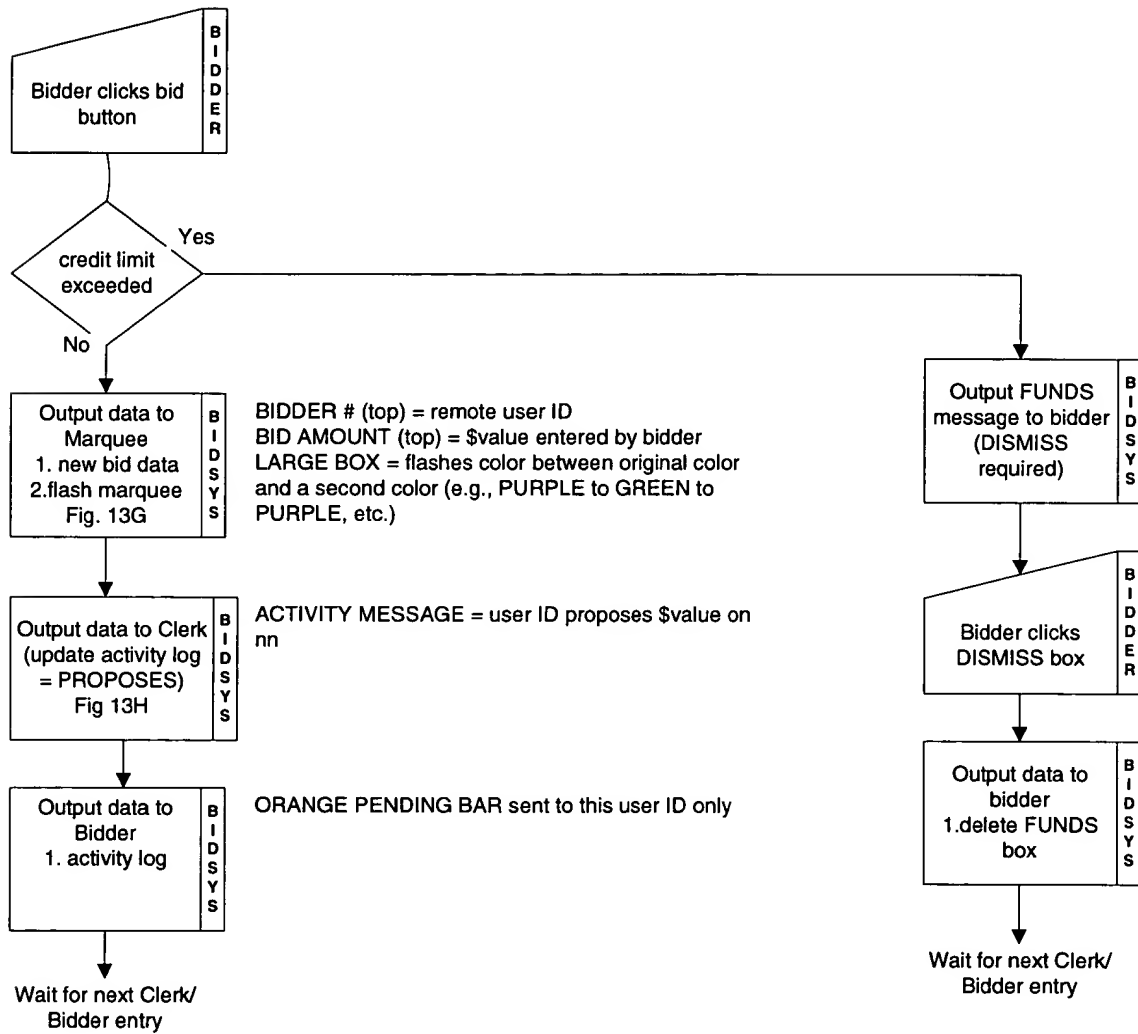 Bidder clicks bid
button
BIDDER
Yes
credit limit
exceeded
No
Output data to
Marquee
1. new bid data
2.flash marquee
Fig. 13G
BIDSYS
BIDDER # (top) = remote user ID
BID AMOUNT (top) = $value entered by bidder
LARGE BOX = flashes color between original color
and a second color (e.g., PURPLE to GREEN to
PURPLE, etc.)
Output data to Clerk
(update activity log
= PROPOSES)
Fig 13H
BIDSYS
ACTIVITY MESSAGE = user ID proposes $value on
nn
Output data to
Bidder
1. activity log
BIDSYS
ORANGE PENDING BAR sent to this user ID only
Wait for next Clerk/
Bidder entry
Output FUNDS
message to bidder
(DISMISS
required)
BIDSYS
Bidder clicks
DISMISS box
BIDDER
Output data to
bidder
1.delete FUNDS
box
BIDSYS
Wait for next Clerk/
Bidder entry